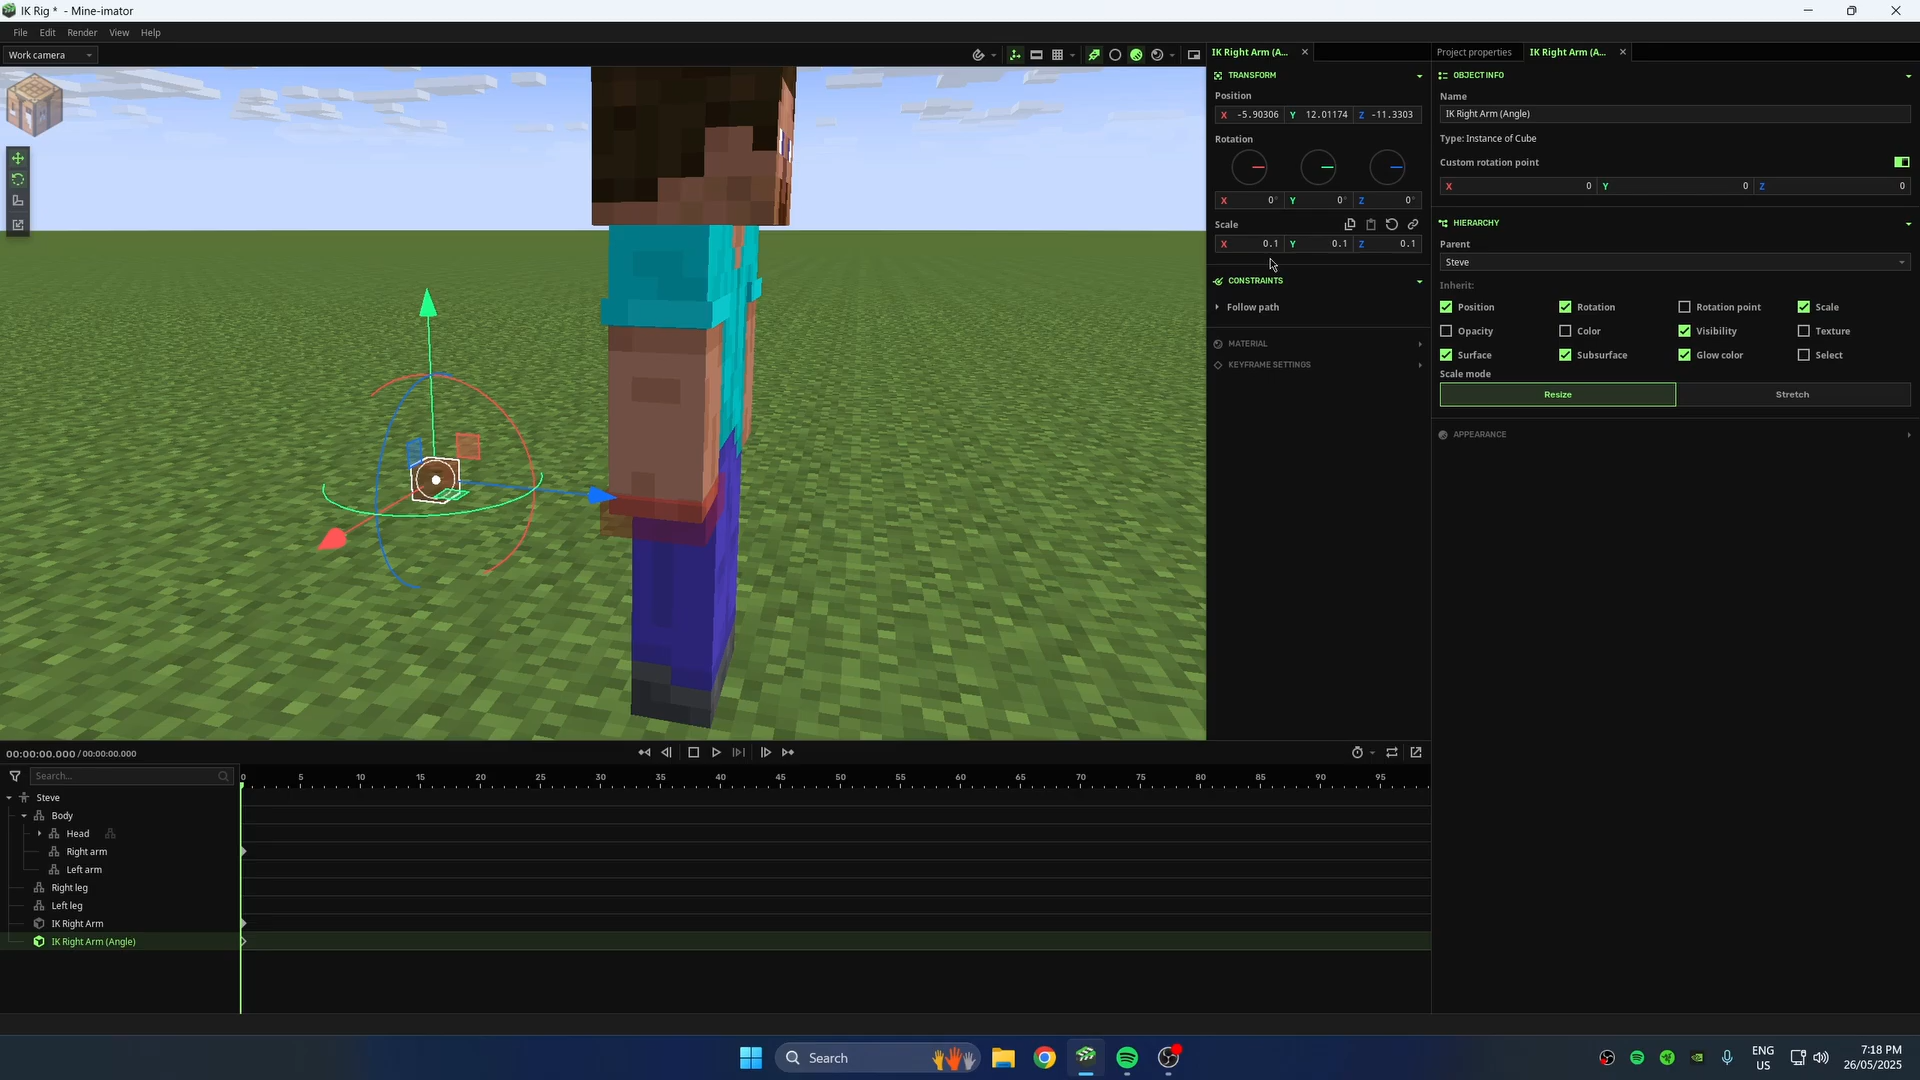 IK Rig * - Mine-imator
File Edit Render View Help
Work camera
IK Right Arm (A...
TRANSFORM
Position
X -5.90306 Y 12.01174 Z -11.3303
Rotation
X 0° Y 0° Z 0°
Scale
X 0.1 Y 0.1 Z 0.1
CONSTRAINTS
Follow path
MATERIAL
KEYFRAME SETTINGS
Project properties IK Right Arm (A...
OBJECT INFO
Name
IK Right Arm (Angle)
Type: Instance of Cube
Custom rotation point
X 0 Y 0 Z 0
HIERARCHY
Parent
Steve
Inherit:
Position Rotation Rotation point Scale
Opacity Color Visibility Texture
Surface Subsurface Glow color Select
Scale mode
Resize Stretch
APPEARANCE
00:00:00.000 / 00:00:00.000
Search...
0 5 10 15 20 25 30 35 40 45 50 55 60 65 70 75 80 85 90 95
Steve
Body
Head
Right arm
Left arm
Right leg
Left leg
IK Right Arm
IK Right Arm (Angle)
Search
ENG
US
7:18 PM
26/05/2025